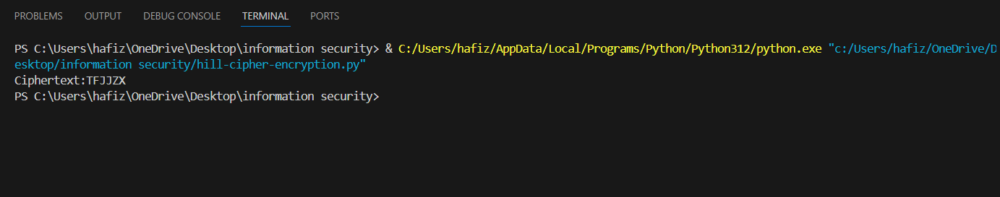 PROBLEMS OUTPUT DEBUG CONSOLE TERMINAL PORTS
PS C:\Users\hafiz\OneDrive\Desktop\information security> & C:/Users/hafiz/AppData/Local/Programs/Python/Python312/python.exe "c:/Users/hafiz/OneDrive/D
esktop/information security/hill-cipher-encryption.py"
Ciphertext:TFJJZX
PS C:\Users\hafiz\OneDrive\Desktop\information security>